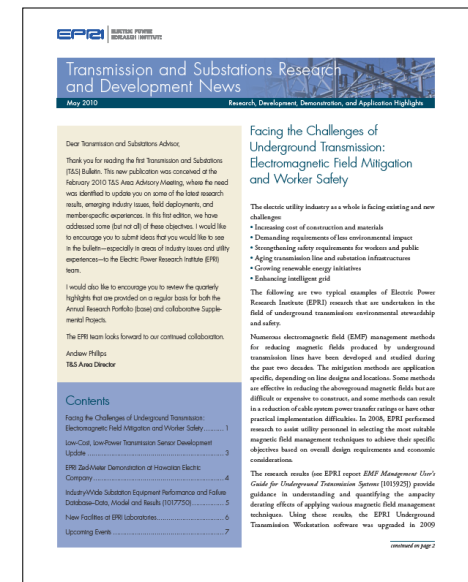 EPRI ELECTRIC POWER
RESEARCH INSTITUTE
Transmission and Substations Research
and Development News
May 2010 Research, Development, Demonstration, and Application Highlights
Dear Transmission and Substations Advisor,
Thank you for reading the first Transmission and Substations
(T&S) Bulletin. This new publication was conceived at the
February 2010 T&S Area Advisory Meeting, where the need
was identified to update you on some of the latest research
results, emerging industry issues, field deployments, and
member-specific experiences. In this first edition, we have
addressed some (but not all) of these objectives. I would like
to encourage you to submit ideas that you would like to see
in the bulletin—especially in areas of industry issues and utility
experiences—to the Electric Power Research Institute (EPRI)
team.
I would also like to encourage you to review the quarterly
highlights that are provided on a regular basis for both the
Annual Research Portfolio (base) and collaborative Supple-
mental Projects.
The EPRI team looks forward to our continued collaboration.
Andrew Phillips
T&S Area Director
Contents
Facing the Challenges of Underground Transmission:
Electromagnetic Field Mitigation and Worker Safety ........... 1
Low-Cost, Low-Power Transmission Sensor Development
Update ........... 3
EPRI Zed-Meter Demonstration at Hawaiian Electric
Company ........... 4
Industry-Wide Substation Equipment Performance and Failure
Database–Data, Model and Results (1017750) ........... 5
New Facilities at EPRI Laboratories ........... 6
Upcoming Events ........... 7
Facing the Challenges of
Underground Transmission:
Electromagnetic Field Mitigation
and Worker Safety
The electric utility industry as a whole is facing existing and new
challenges:
• Increasing cost of construction and materials
• Demanding requirements of less environmental impact
• Strengthening safety requirements for workers and public
• Aging transmission line and substation infrastructures
• Growing renewable energy initiatives
• Enhancing intelligent grid
The following are two typical examples of Electric Power
Research Institute (EPRI) research that are undertaken in the
field of underground transmission: environmental stewardship
and safety.
Numerous electromagnetic field (EMF) management methods
for reducing magnetic fields produced by underground
transmission lines have been developed and studied during
the past two decades. The mitigation methods are application
specific, depending on line designs and locations. Some methods
are effective in reducing the aboveground magnetic fields but are
difficult or expensive to construct, and some methods can result
in a reduction of cable system power transfer ratings or have other
practical implementation difficulties. In 2008, EPRI performed
research to assist utility personnel in selecting the most suitable
magnetic field management techniques to achieve their specific
objectives based on overall design requirements and economic
considerations.
The research results (see EPRI report EMF Management User's
Guide for Underground Transmission Systems [1015925]) provide
guidance in understanding and quantifying the ampacity
derating effects of applying various magnetic field management
techniques. Using these results, the EPRI Underground
Transmission Workstation software was upgraded in 2009
continued on page 2